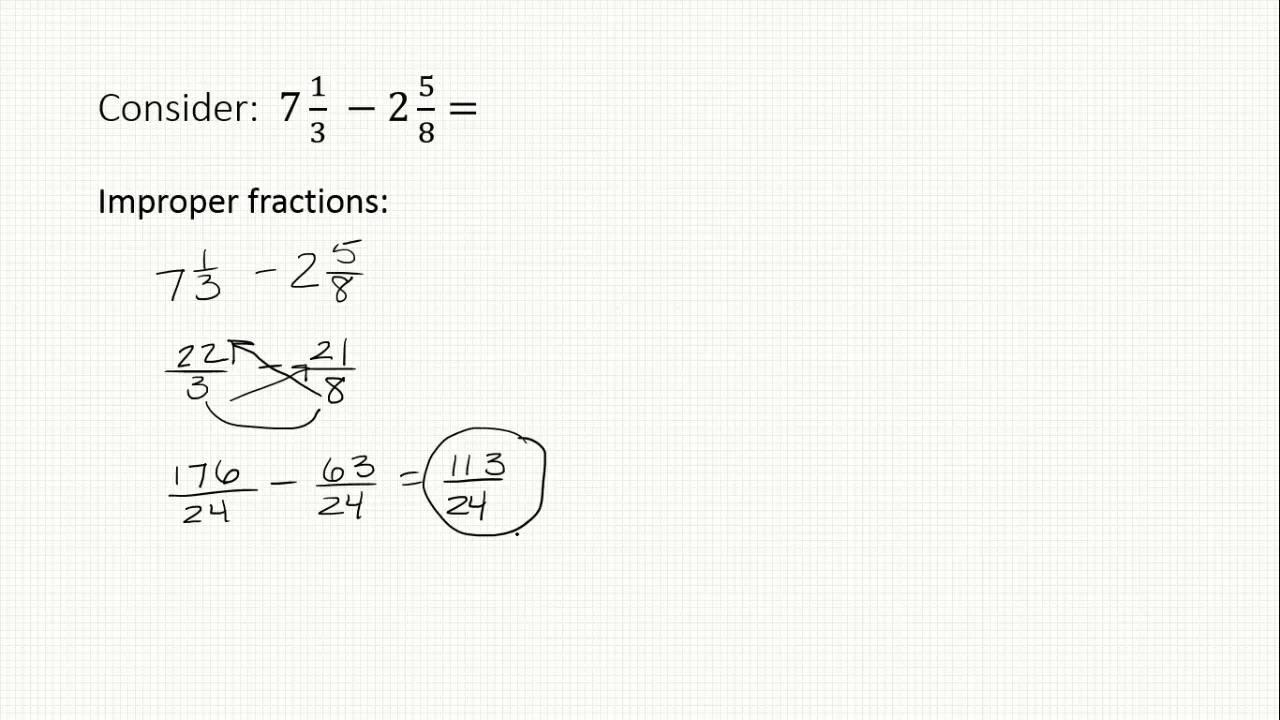 Consider: 7 1/3 − 2 5/8 =
Improper fractions:
7 1/3 - 2 5/8
22/3 - 21/8
176/24 - 63/24 = 113/24